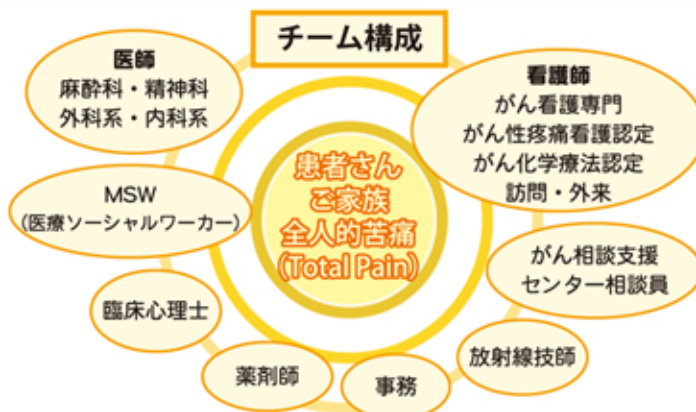 チーム構成
医師
麻酔科・精神科
外科系・内科系
看護師
がん看護専門
がん性疼痛看護認定
がん化学療法認定
訪問・外来
患者さん
ご家族
全人的苦痛
(Total Pain)
MSW
(医療ソーシャルワーカー)
がん相談支援
センター相談員
臨床心理士
放射線技師
薬剤師
事務